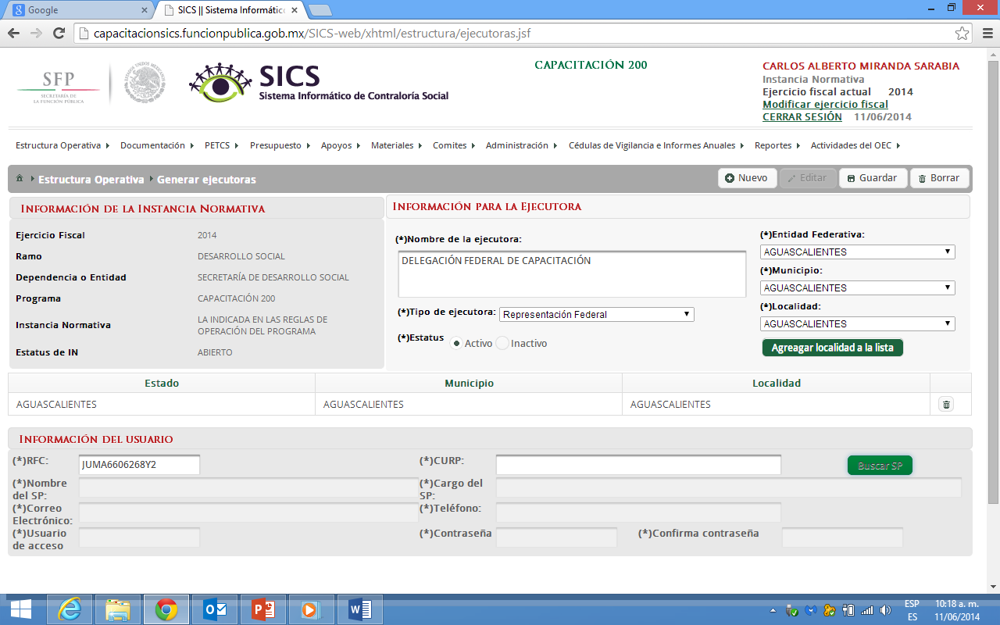 Google
SICS || Sistema Informátic
capacitacionsics.funcionpublica.gob.mx/SICS-web/xhtml/estructura/ejecutoras.jsf
SFP
SECRETARÍA DE
LA FUNCIÓN PÚBLICA
ESTADOS UNIDOS MEXICANOS
SICS
Sistema Informático de Contraloría Social
CAPACITACIÓN 200
CARLOS ALBERTO MIRANDA SARABIA
Instancia Normativa
Ejercicio fiscal actual 2014
Modificar ejercicio fiscal
CERRAR SESIÓN 11/06/2014
Estructura Operativa Documentación PETCS Presupuesto Apoyos Materiales Comites Administración Cédulas de Vigilancia e Informes Anuales Reportes Actividades del OEC
Estructura Operativa Generar ejecutoras
Nuevo Editar Guardar Borrar
Información de la Instancia Normativa
Ejercicio Fiscal 2014
Ramo DESARROLLO SOCIAL
Dependencia o Entidad SECRETARÍA DE DESARROLLO SOCIAL
Programa CAPACITACIÓN 200
Instancia Normativa LA INDICADA EN LAS REGLAS DE
OPERACIÓN DEL PROGRAMA
Estatus de IN ABIERTO
Información para la Ejecutora
(*)Nombre de la ejecutora:
DELEGACIÓN FEDERAL DE CAPACITACIÓN
(*)Tipo de ejecutora: Representación Federal
(*)Estatus Activo Inactivo
(*)Entidad Federativa:
AGUASCALIENTES
(*)Municipio:
AGUASCALIENTES
(*)Localidad:
AGUASCALIENTES
Agreagar localidad a la lista
Estado Municipio Localidad
AGUASCALIENTES AGUASCALIENTES AGUASCALIENTES
Información del usuario
(*)RFC: JUMA6606268Y2 (*)CURP: Buscar SP
(*)Nombre
del SP:
(*)Cargo del
SP:
(*)Correo
Electrónico:
(*)Teléfono:
(*)Usuario
de acceso
(*)Contraseña (*)Confirma contraseña
ESP
ES
10:18 a. m.
11/06/2014